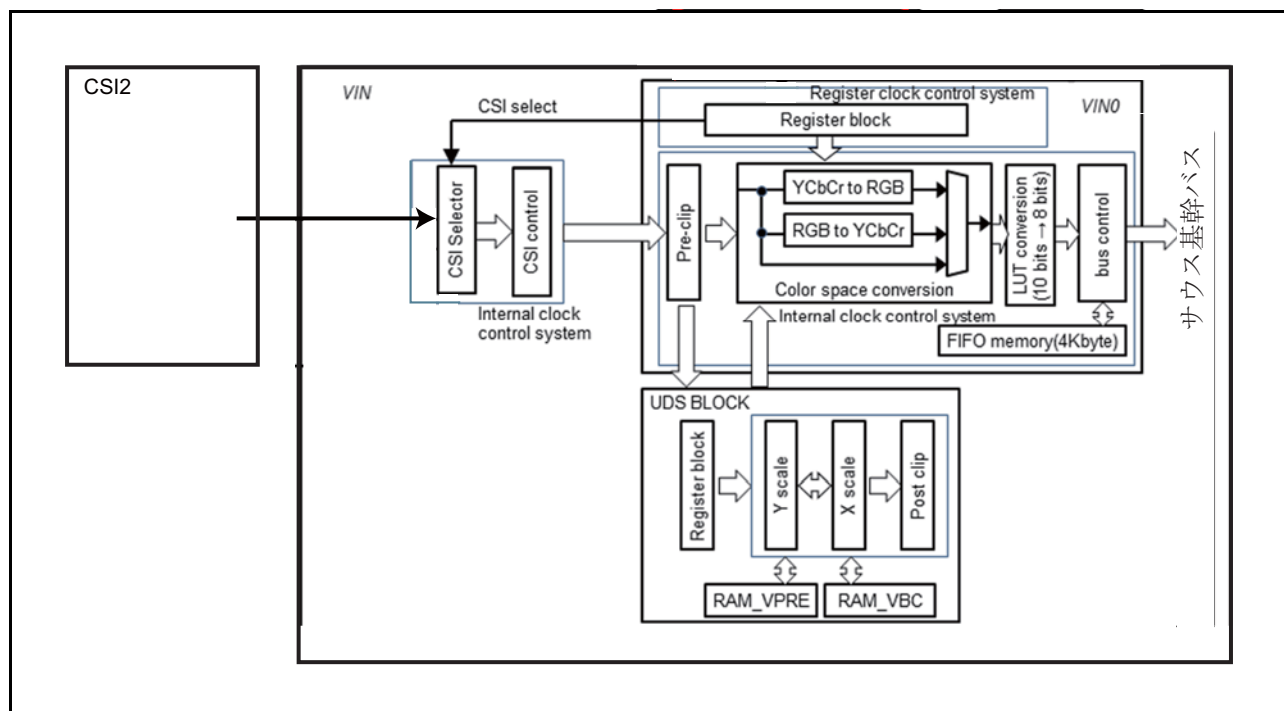 CSI2
VIN
CSI select
Register clock control system
VIN0
Register block
CSI Selector
CSI control
Internal clock
control system
Pre-clip
YCbCr to RGB
RGB to YCbCr
Color space conversion
Internal clock control system
LUT conversion
(10 bits → 8 bits)
bus control
FIFO memory(4Kbyte)
サウス基幹バス
UDS BLOCK
Register block
Y scale
X scale
Post clip
RAM_VPRE
RAM_VBC